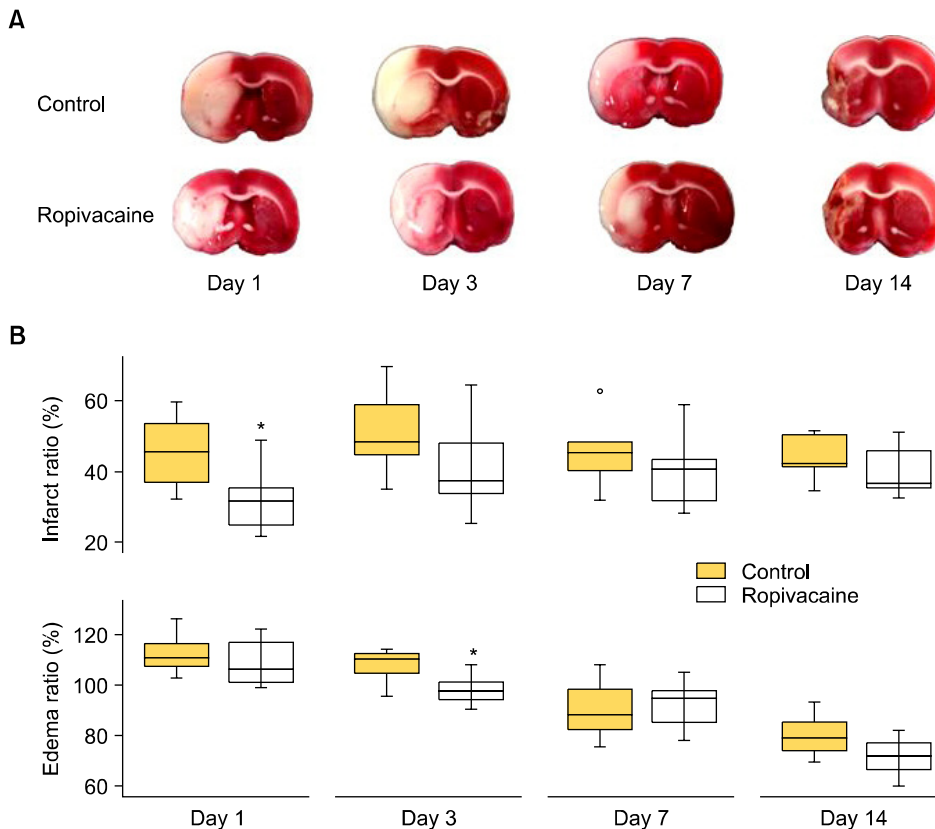 A
Control
Ropivacaine
Day 1 Day 3 Day 7 Day 14
B
Infarct ratio (%)
60
40
20
*
Control
Ropivacaine
Edema ratio (%)
120
100
80
60
*
Day 1 Day 3 Day 7 Day 14